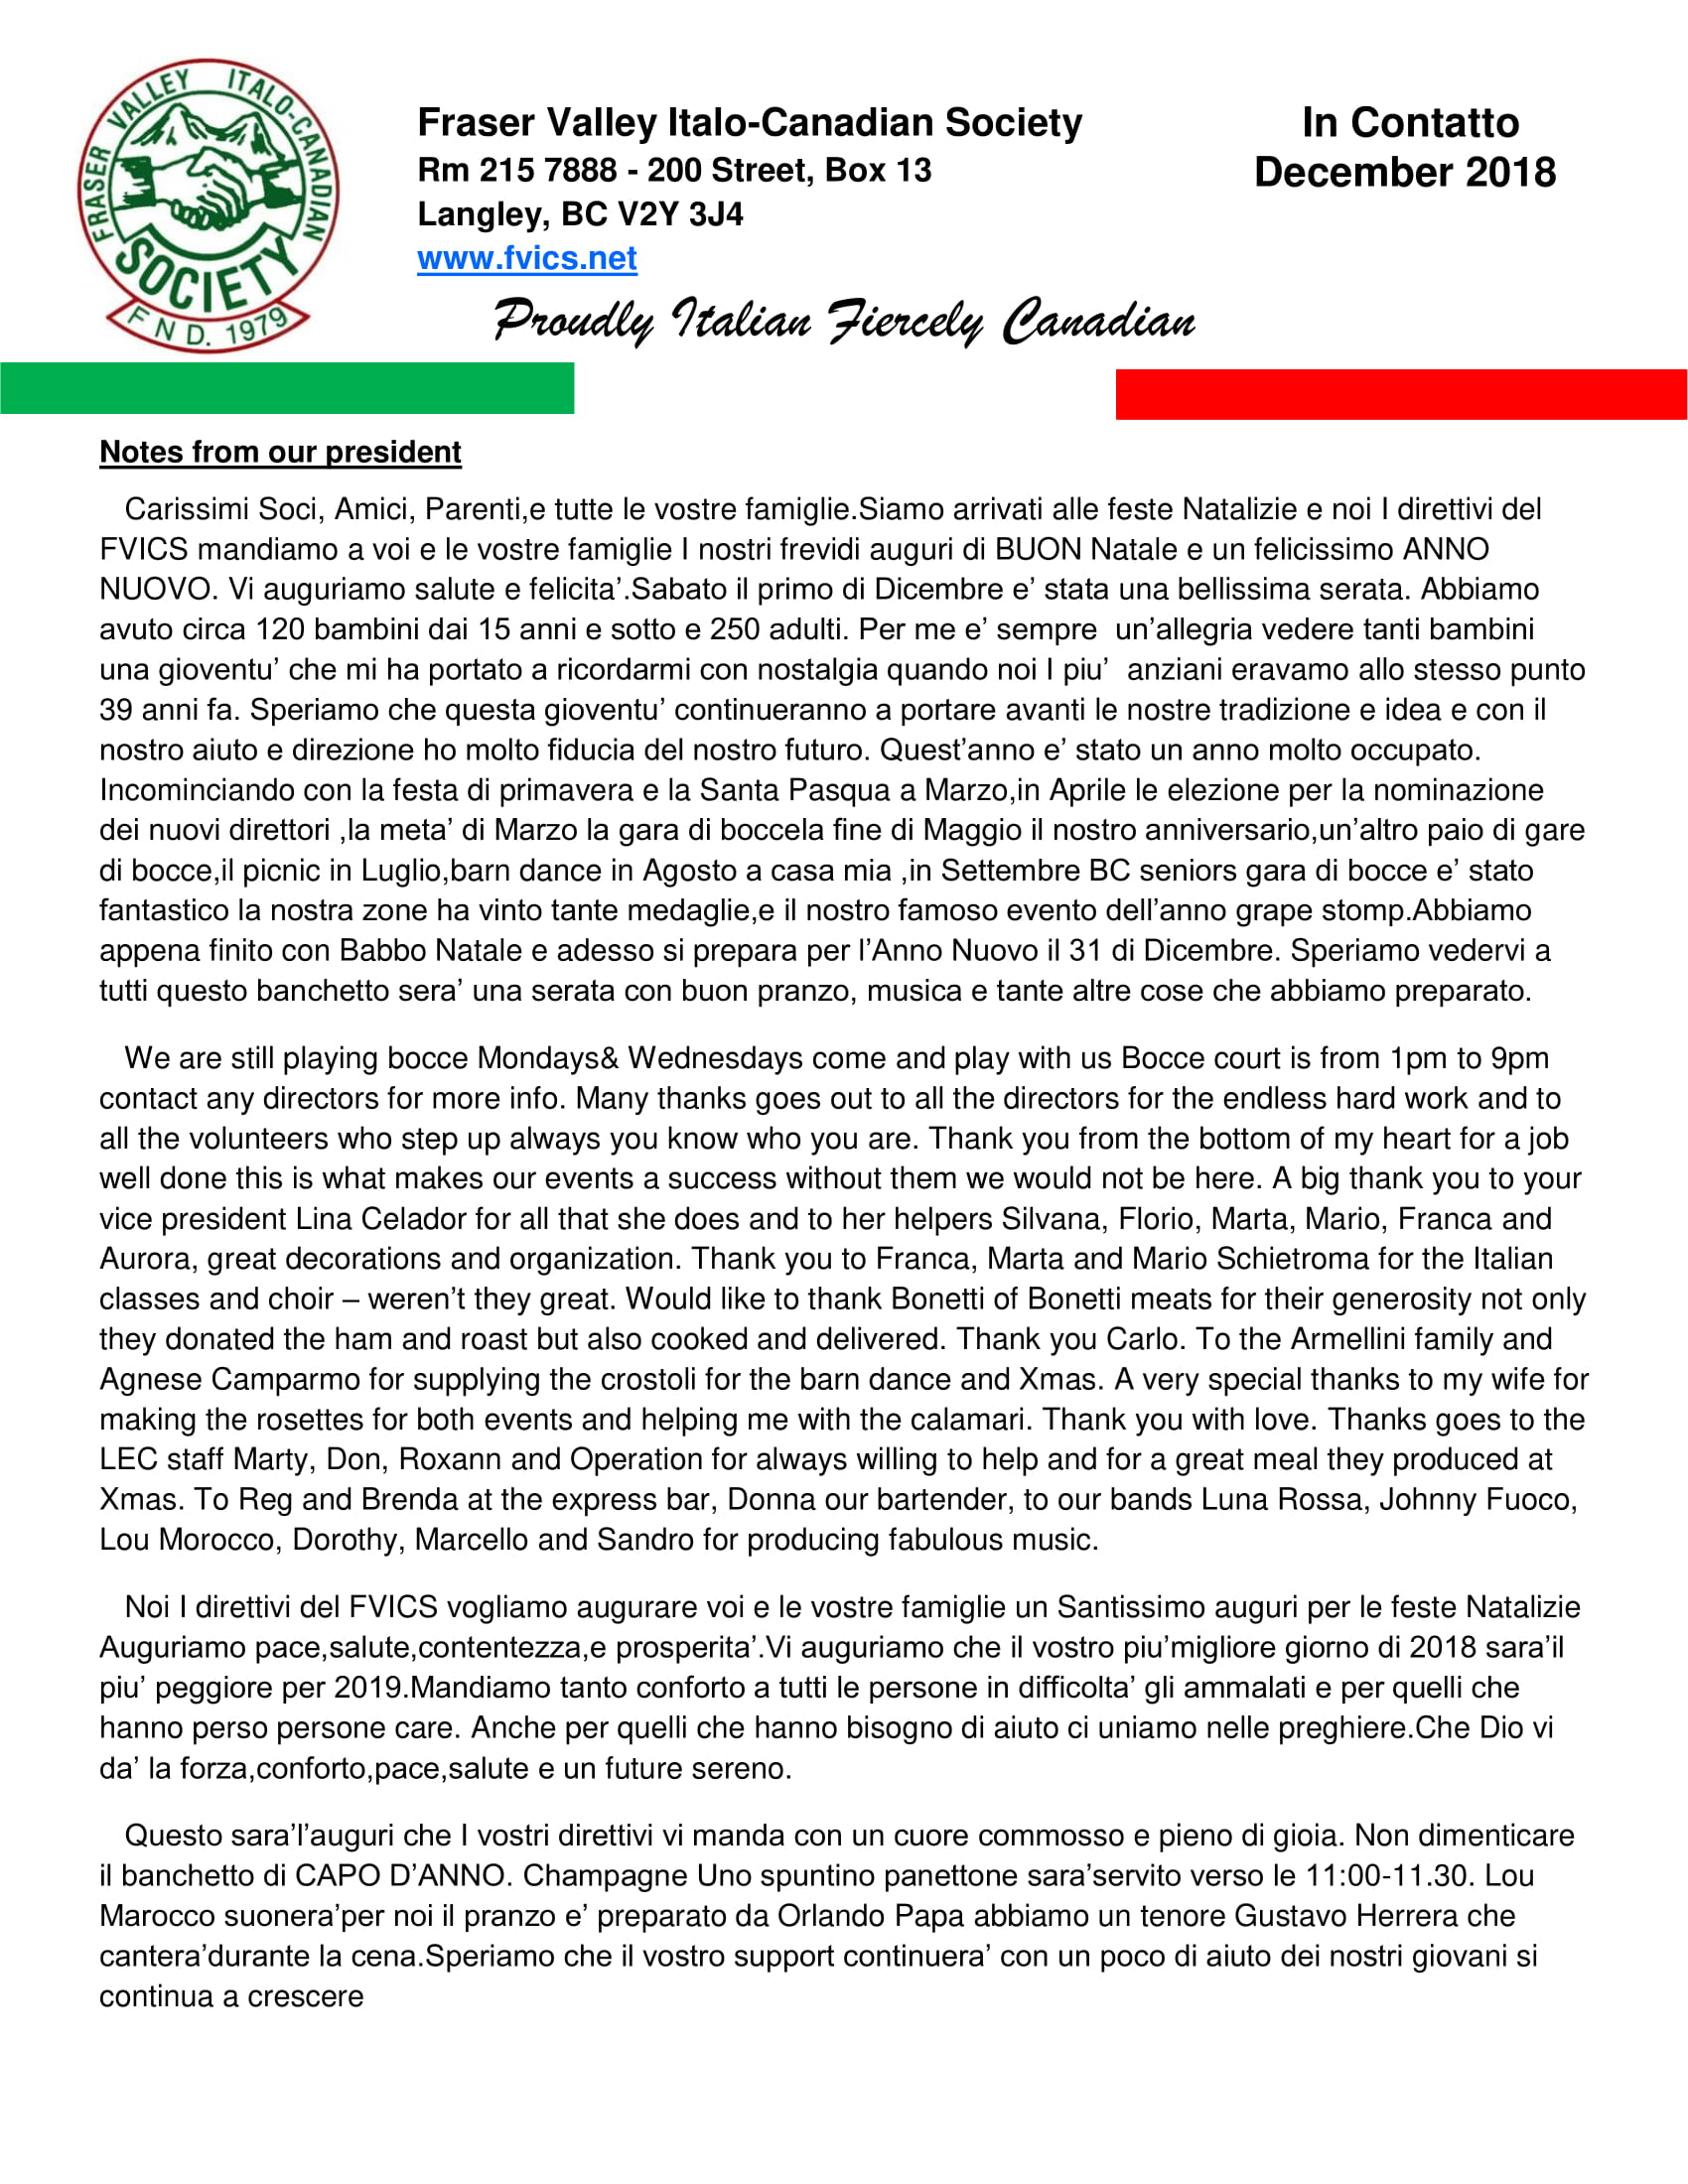 FRASER VALLEY ITALO-CANADIAN
SOCIETY
FND. 1979
Fraser Valley Italo-Canadian Society
Rm 215 7888 - 200 Street, Box 13
Langley, BC V2Y 3J4
www.fvics.net
In Contatto
December 2018
Proudly Italian Fiercely Canadian
Notes from our president
Carissimi Soci, Amici, Parenti,e tutte le vostre famiglie.Siamo arrivati alle feste Natalizie e noi I direttivi del
FVICS mandiamo a voi e le vostre famiglie I nostri frevidi auguri di BUON Natale e un felicissimo ANNO
NUOVO. Vi auguriamo salute e felicita’.Sabato il primo di Dicembre e’ stata una bellissima serata. Abbiamo
avuto circa 120 bambini dai 15 anni e sotto e 250 adulti. Per me e’ sempre  un’allegria vedere tanti bambini
una gioventu’ che mi ha portato a ricordarmi con nostalgia quando noi I piu’  anziani eravamo allo stesso punto
39 anni fa. Speriamo che questa gioventu’ continueranno a portare avanti le nostre tradizione e idea e con il
nostro aiuto e direzione ho molto fiducia del nostro futuro. Quest’anno e’ stato un anno molto occupato.
Incominciando con la festa di primavera e la Santa Pasqua a Marzo,in Aprile le elezione per la nominazione
dei nuovi direttori ,la meta’ di Marzo la gara di boccela fine di Maggio il nostro anniversario,un’altro paio di gare
di bocce,il picnic in Luglio,barn dance in Agosto a casa mia ,in Settembre BC seniors gara di bocce e’ stato
fantastico la nostra zone ha vinto tante medaglie,e il nostro famoso evento dell’anno grape stomp.Abbiamo
appena finito con Babbo Natale e adesso si prepara per l’Anno Nuovo il 31 di Dicembre. Speriamo vedervi a
tutti questo banchetto sera’ una serata con buon pranzo, musica e tante altre cose che abbiamo preparato.
We are still playing bocce Mondays& Wednesdays come and play with us Bocce court is from 1pm to 9pm
contact any directors for more info. Many thanks goes out to all the directors for the endless hard work and to
all the volunteers who step up always you know who you are. Thank you from the bottom of my heart for a job
well done this is what makes our events a success without them we would not be here. A big thank you to your
vice president Lina Celador for all that she does and to her helpers Silvana, Florio, Marta, Mario, Franca and
Aurora, great decorations and organization. Thank you to Franca, Marta and Mario Schietroma for the Italian
classes and choir – weren’t they great. Would like to thank Bonetti of Bonetti meats for their generosity not only
they donated the ham and roast but also cooked and delivered. Thank you Carlo. To the Armellini family and
Agnese Camparmo for supplying the crostoli for the barn dance and Xmas. A very special thanks to my wife for
making the rosettes for both events and helping me with the calamari. Thank you with love. Thanks goes to the
LEC staff Marty, Don, Roxann and Operation for always willing to help and for a great meal they produced at
Xmas. To Reg and Brenda at the express bar, Donna our bartender, to our bands Luna Rossa, Johnny Fuoco,
Lou Morocco, Dorothy, Marcello and Sandro for producing fabulous music.
Noi I direttivi del FVICS vogliamo augurare voi e le vostre famiglie un Santissimo auguri per le feste Natalizie
Auguriamo pace,salute,contentezza,e prosperita’.Vi auguriamo che il vostro piu’migliore giorno di 2018 sara’il
piu’ peggiore per 2019.Mandiamo tanto conforto a tutti le persone in difficolta’ gli ammalati e per quelli che
hanno perso persone care. Anche per quelli che hanno bisogno di aiuto ci uniamo nelle preghiere.Che Dio vi
da’ la forza,conforto,pace,salute e un future sereno.
Questo sara’l’auguri che I vostri direttivi vi manda con un cuore commosso e pieno di gioia. Non dimenticare
il banchetto di CAPO D’ANNO. Champagne Uno spuntino panettone sara’servito verso le 11:00-11.30. Lou
Marocco suonera’per noi il pranzo e’ preparato da Orlando Papa abbiamo un tenore Gustavo Herrera che
cantera’durante la cena.Speriamo che il vostro support continuera’ con un poco di aiuto dei nostri giovani si
continua a crescere